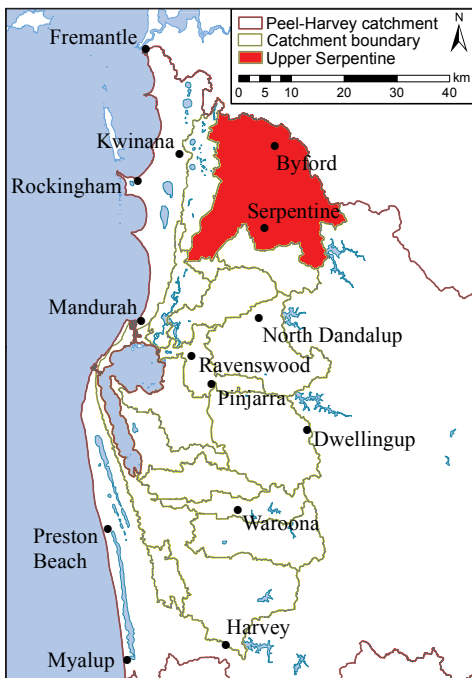 Peel-Harvey catchment
Catchment boundary
Upper Serpentine
N
km
0 10 20 30 40
Fremantle
Kwinana
Byford
Rockingham
Serpentine
Mandurah
North Dandalup
Ravenswood
Pinjarra
Dwellingup
Waroona
Preston
Beach
Harvey
Myalup